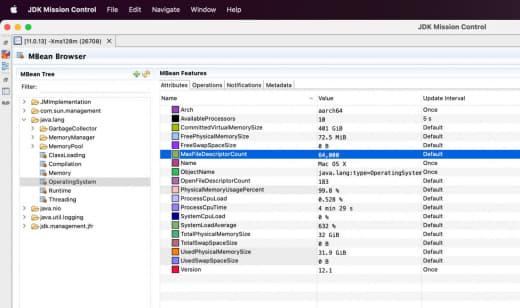 JDK Mission Control File Edit Navigate Window Help
JDK Mission Control
[11.0.13] -Xms128m (26708)
MBean Browser
MBean Tree
Filter:
JMImplementation
com.sun.management
java.lang
GarbageCollector
MemoryManager
MemoryPool
ClassLoading
Compilation
Memory
OperatingSystem
Runtime
Threading
java.nio
java.util.logging
jdk.management.jfr
MBean Features
Attributes Operations Notifications Metadata
Name Value Update Interval
Arch aarch64 Once
AvailableProcessors 10 5 s
CommittedVirtualMemorySize 401 GiB Default
FreePhysicalMemorySize 72.5 MiB Default
FreeSwapSpaceSize 0 B Default
MaxFileDescriptorCount 64,000 Default
Name Mac OS X Once
ObjectName java.lang:type=OperatingSystem Once
OpenFileDescriptorCount 183 Default
PhysicalMemoryUsagePercent 99.8 % Default
ProcessCpuLoad 0.528 % Default
ProcessCpuTime 4 min 29 s Default
SystemCpuLoad 0 % Default
SystemLoadAverage 632 % Default
TotalPhysicalMemorySize 32 GiB Default
TotalSwapSpaceSize 0 B Default
UsedPhysicalMemorySize 31.9 GiB Default
UsedSwapSpaceSize 0 B Default
Version 12.1 Once